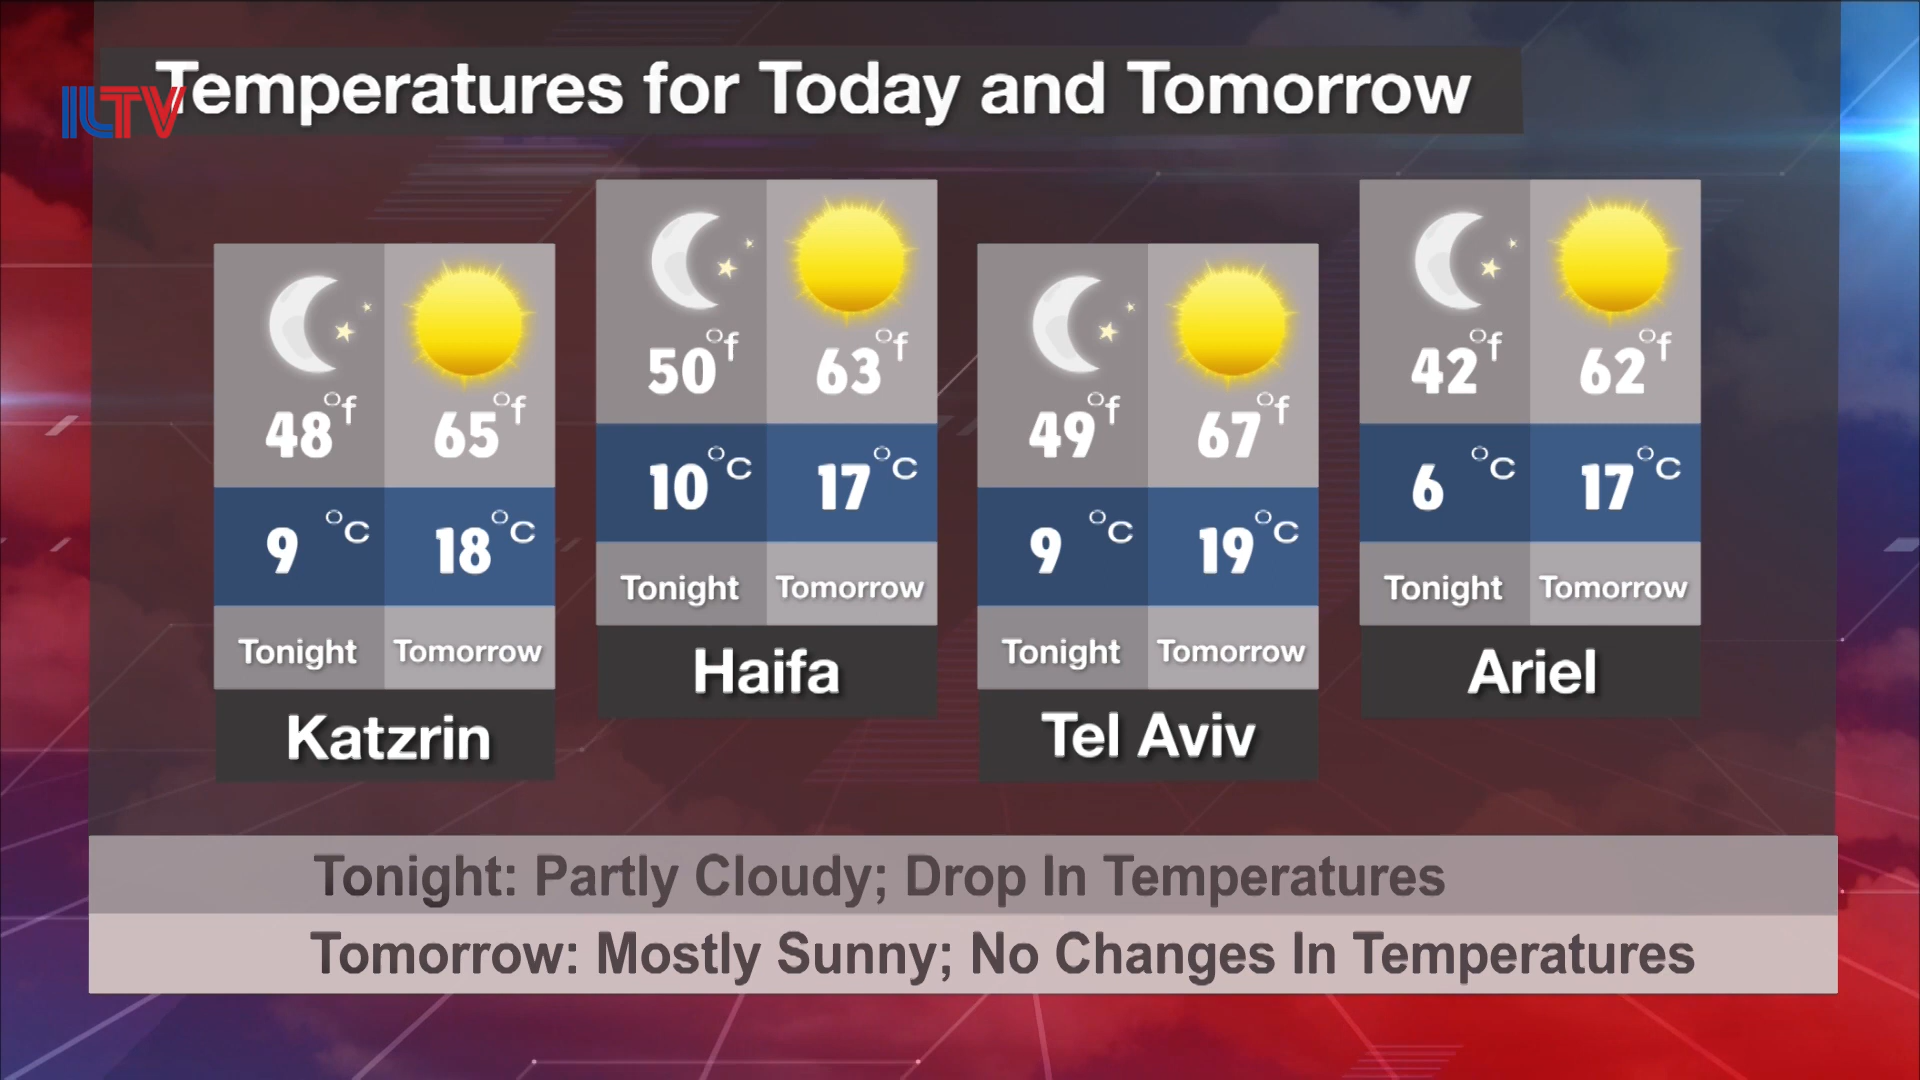 ILTV
Temperatures for Today and Tomorrow
48°f 65°f
9 °C 18°C
Tonight Tomorrow
Katzrin
50°f 63°f
10°C 17°C
Tonight Tomorrow
Haifa
49°f 67°f
9 °C 19°C
Tonight Tomorrow
Tel Aviv
42°f 62°f
6 °C 17°C
Tonight Tomorrow
Ariel
Tonight: Partly Cloudy; Drop In Temperatures
Tomorrow: Mostly Sunny; No Changes In Temperatures